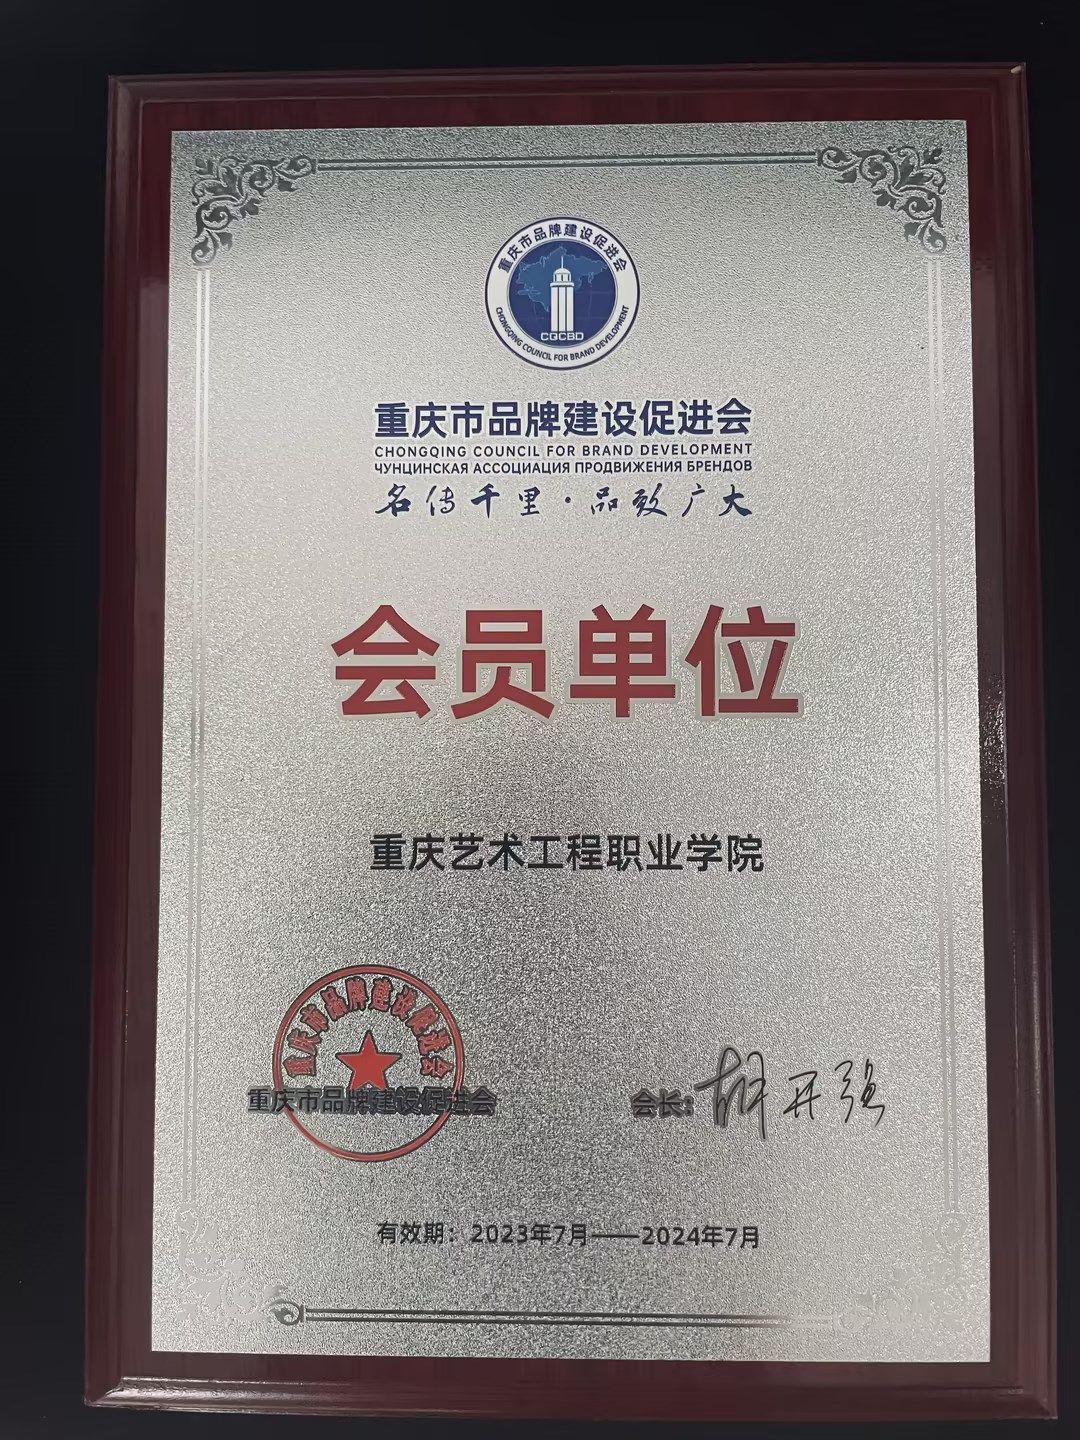 重庆市品牌建设促进会
CQCBD
CHONGQING COUNCIL FOR BRAND DEVELOPMENT
重庆市品牌建设促进会
CHONGQING COUNCIL FOR BRAND DEVELOPMENT
ЧУНЦИНСКАЯ АССОЦИАЦИЯ ПРОДВИЖЕНИЯ БРЕНДОВ
名传千里·品致广大
会员单位
重庆艺术工程职业学院
重庆市品牌建设促进会
重庆市品牌建设促进会
会长:胡开强
有效期：2023年7月——2024年7月